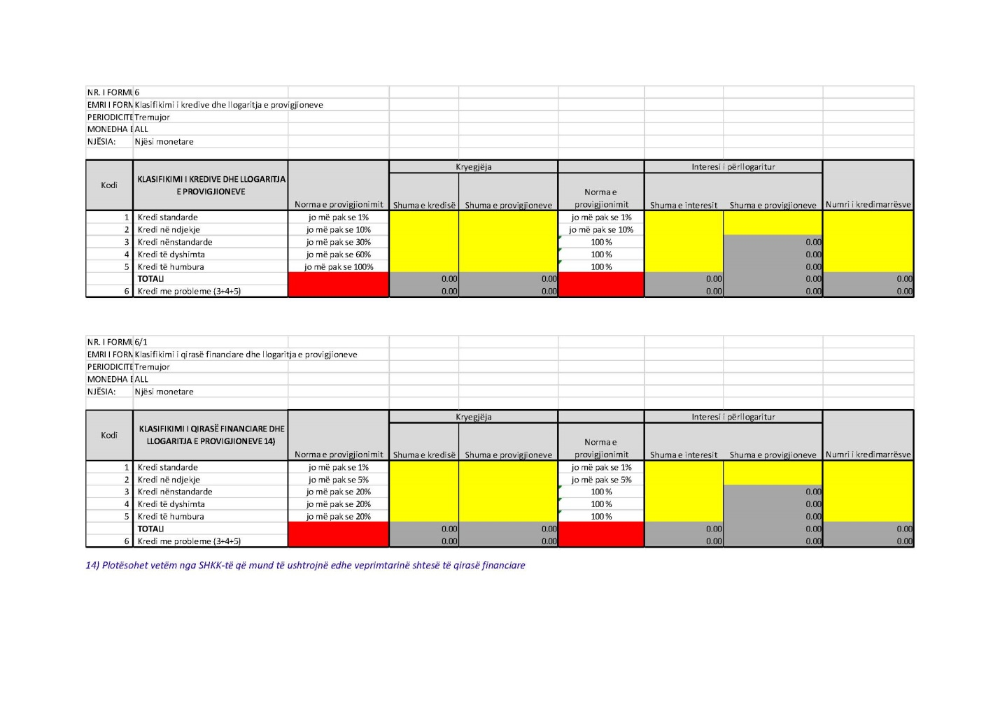 NR. I FORMU 6
EMRI I FORM Klasifikimi i kredive dhe llogaritja e provigjioneve
PERIODICITE Tremujor
MONEDHA E ALL
NJËSIA: Njësi monetare
Kodi KLASIFIKIMI I KREDIVE DHE LLOGARITJA E PROVIGJIONEVE Norma e provigjionimit Kryegjëja Shuma e kredisë Shuma e provigjioneve Norma e provigjionimit Interesi i përllogaritur Shuma e interesit Shuma e provigjioneve Numri i kredimarrësve
1 Kredi standarde jo më pak se 1% jo më pak se 1%
2 Kredi në ndjekje jo më pak se 10% jo më pak se 10%
3 Kredi nënstandarde jo më pak se 30% 100% 0.00
4 Kredi të dyshimta jo më pak se 60% 100% 0.00
5 Kredi të humbura jo më pak se 100% 100% 0.00
TOTALI 0.00 0.00 0.00 0.00 0.00
6 Kredi me probleme (3+4+5) 0.00 0.00 0.00 0.00 0.00
NR. I FORMU 6/1
EMRI I FORM Klasifikimi i qirasë financiare dhe llogaritja e provigjioneve
PERIODICITE Tremujor
MONEDHA E ALL
NJËSIA: Njësi monetare
Kodi KLASIFIKIMI I QIRASË FINANCIARE DHE LLOGARITJA E PROVIGJIONEVE 14) Norma e provigjionimit Kryegjëja Shuma e kredisë Shuma e provigjioneve Norma e provigjionimit Interesi i përllogaritur Shuma e interesit Shuma e provigjioneve Numri i kredimarrësve
1 Kredi standarde jo më pak se 1% jo më pak se 1%
2 Kredi në ndjekje jo më pak se 5% jo më pak se 5%
3 Kredi nënstandarde jo më pak se 20% 100% 0.00
4 Kredi të dyshimta jo më pak se 20% 100% 0.00
5 Kredi të humbura jo më pak se 20% 100% 0.00
TOTALI 0.00 0.00 0.00 0.00 0.00
6 Kredi me probleme (3+4+5) 0.00 0.00 0.00 0.00 0.00
14) Plotësohet vetëm nga SHKK-të që mund të ushtrojnë edhe veprimtarinë shtesë të qirasë financiare